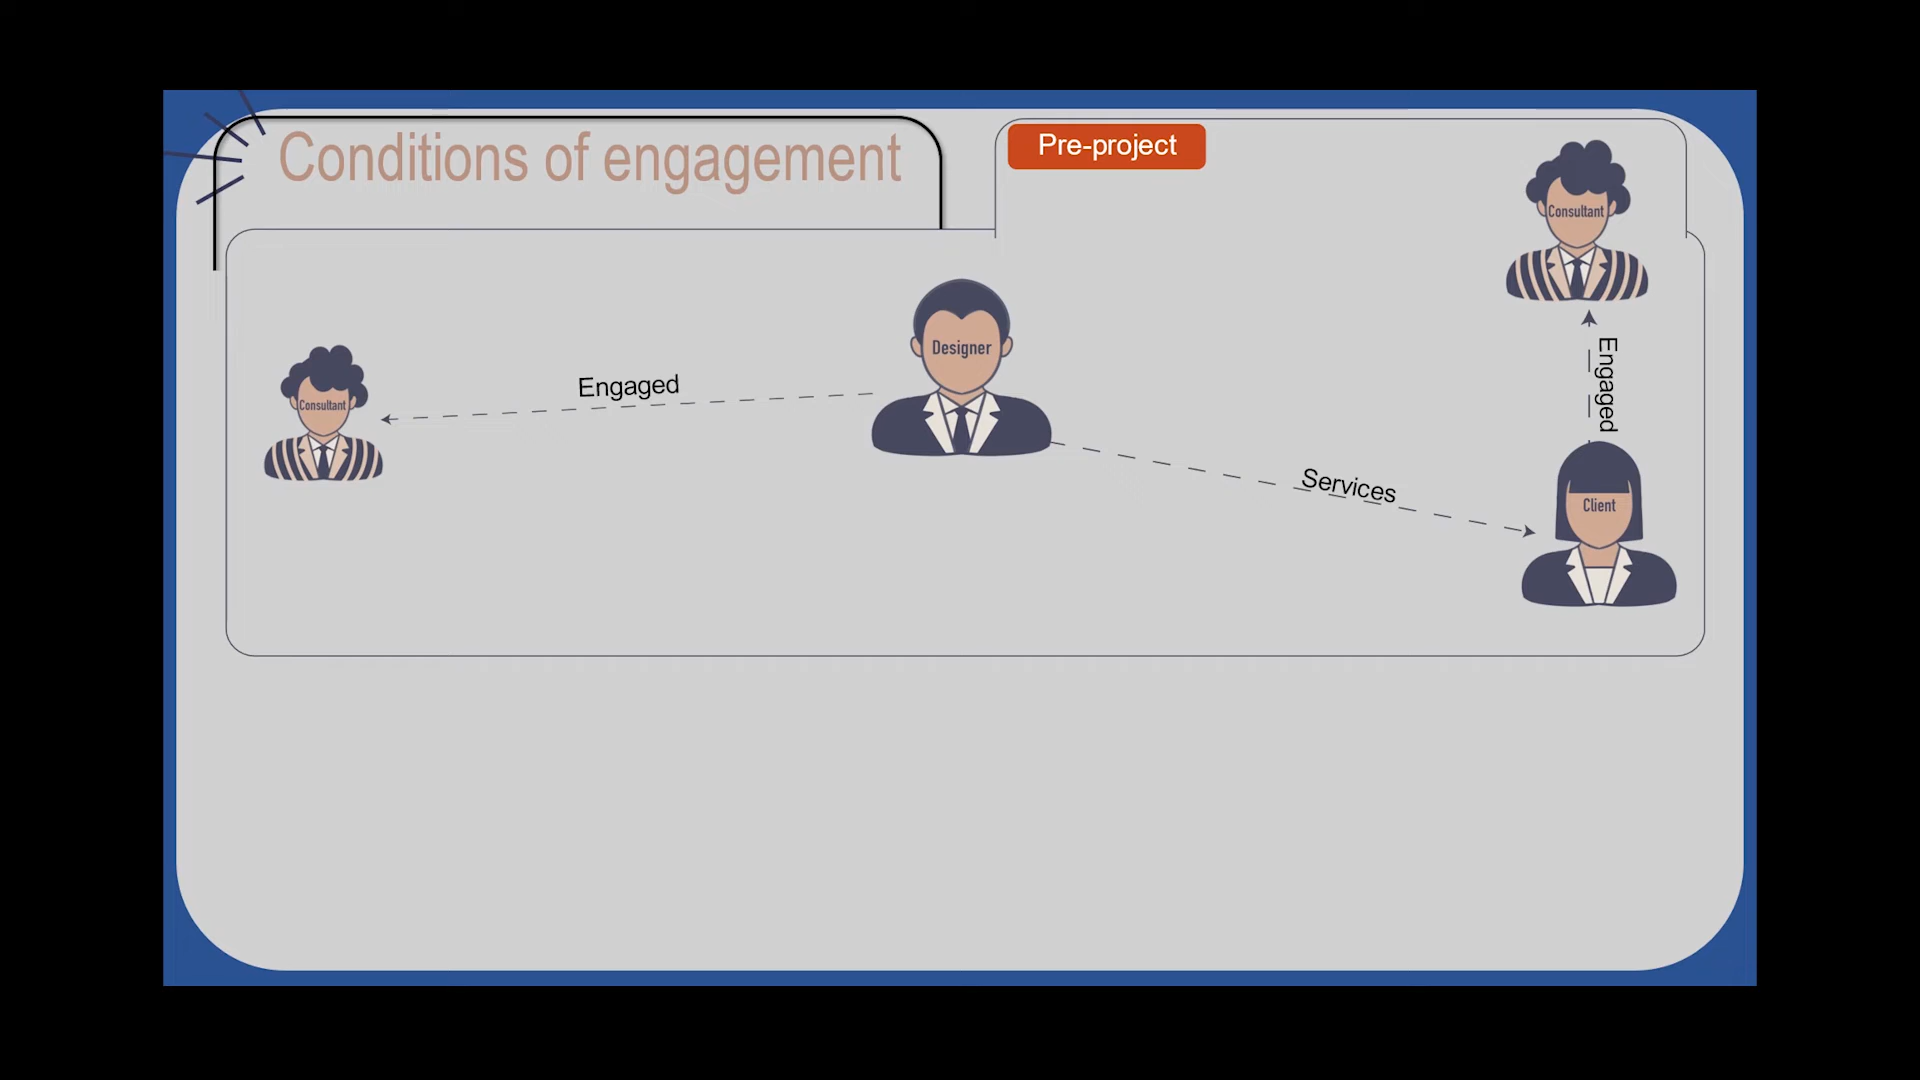 Conditions of engagement
Pre-project
Consultant
Designer
Engaged
Engaged
Consultant
Services
Client